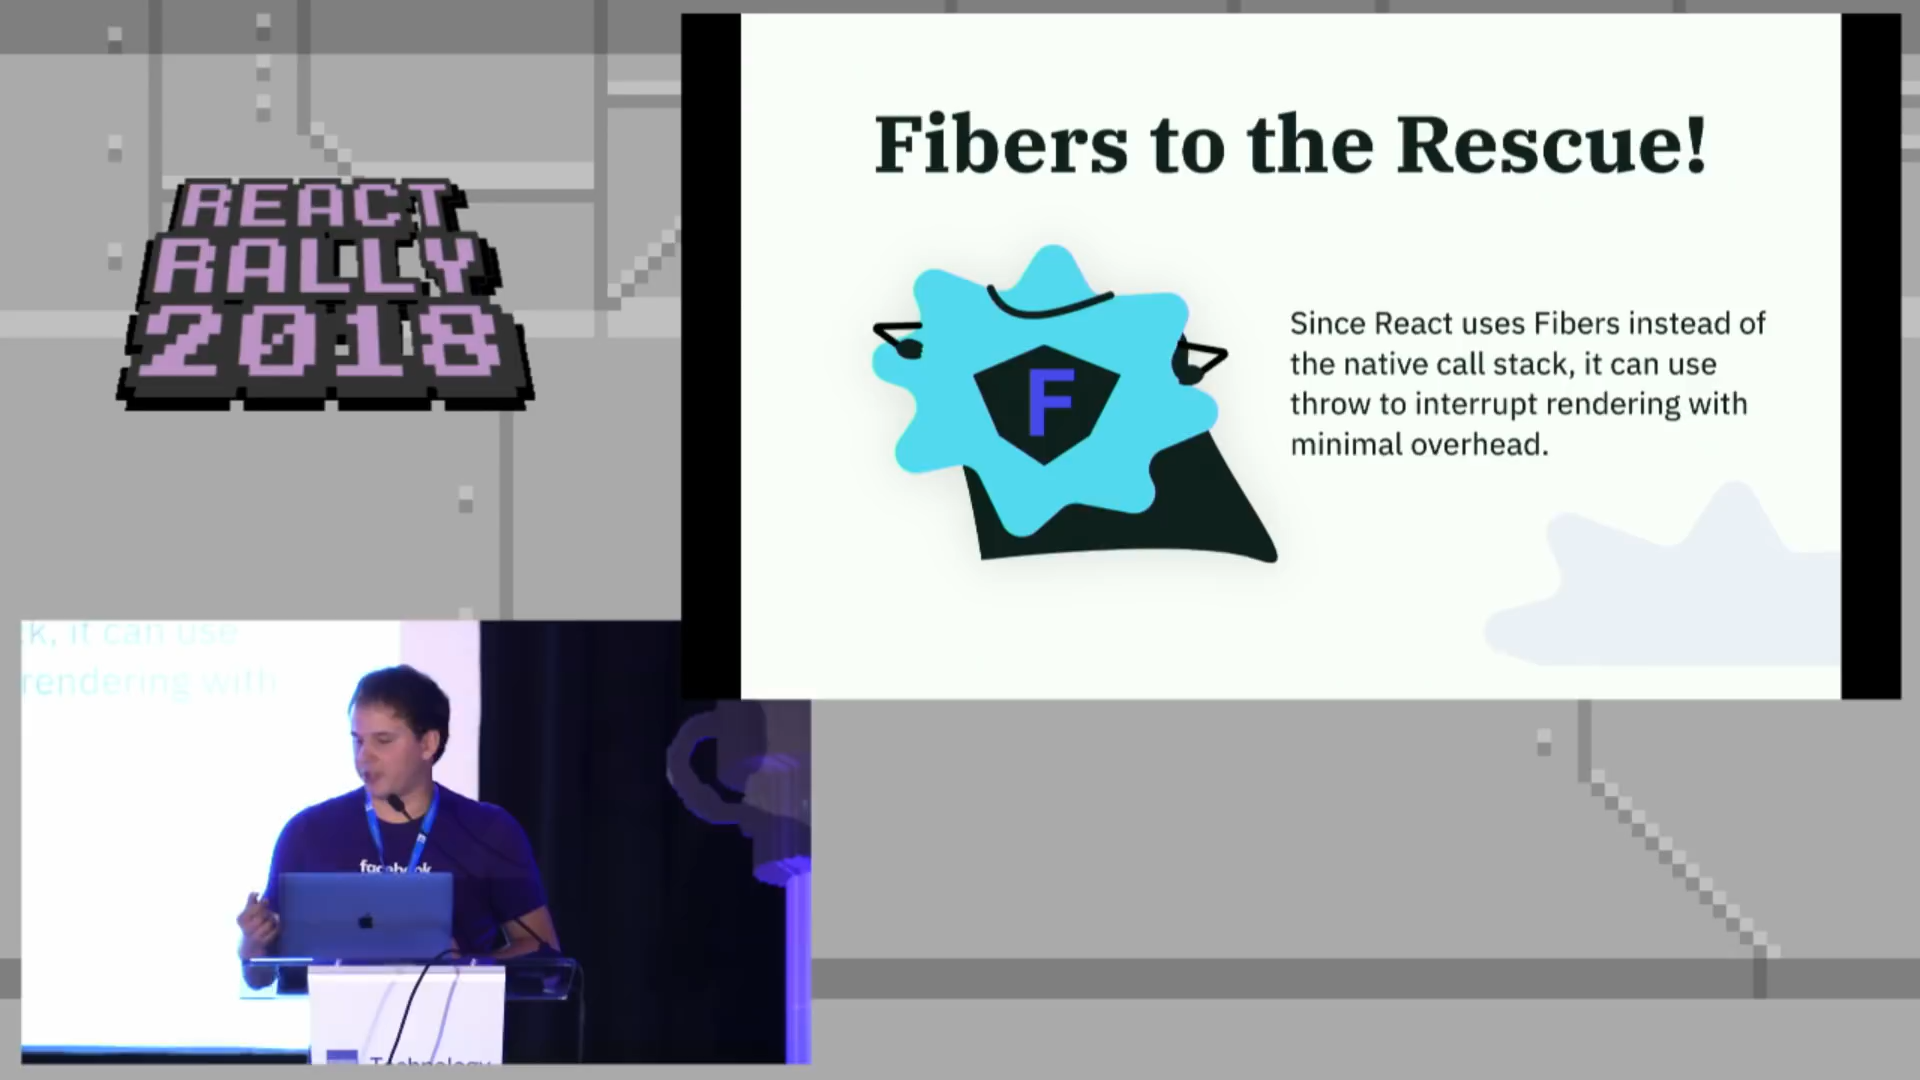 REACT
RALLY
2018
Fibers to the Rescue!
F
Since React uses Fibers instead of
the native call stack, it can use
throw to interrupt rendering with
minimal overhead.
k, it can use
rendering with
facebook
Technology